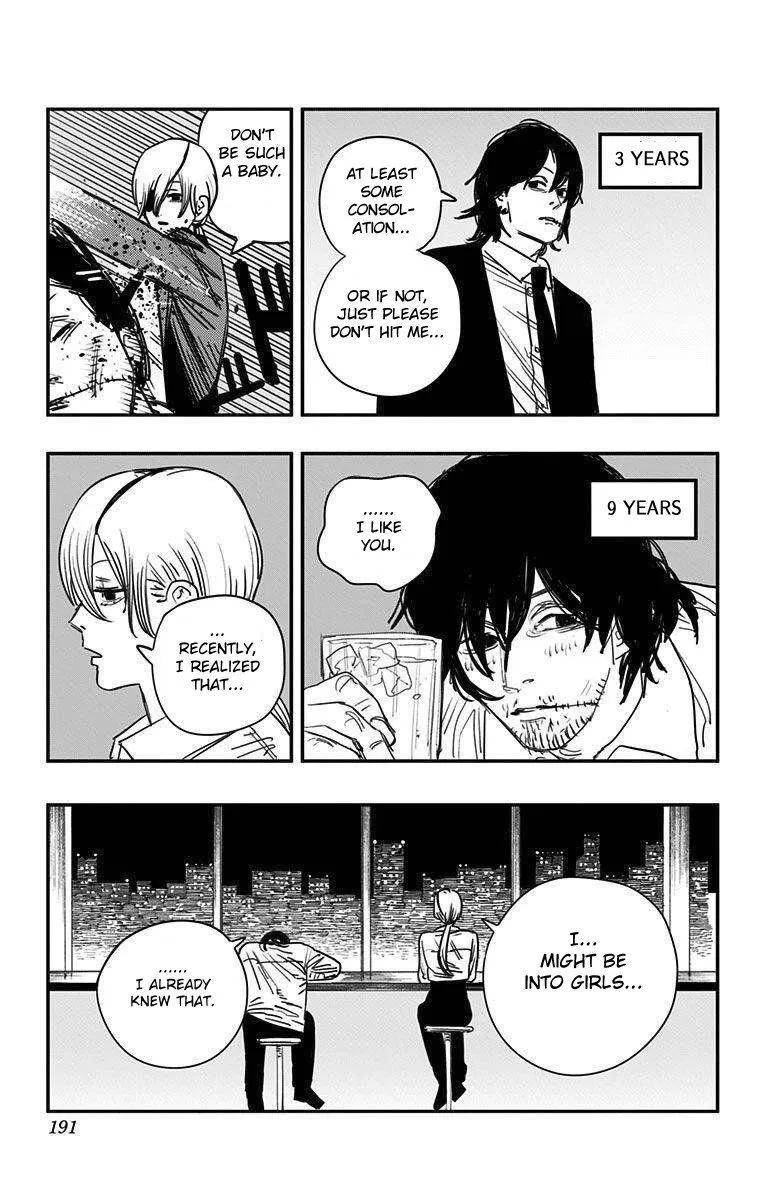 3 YEARS
AT LEAST
SOME
CONSOL-
ATION...
OR IF NOT,
JUST PLEASE
DON'T HIT ME...
DON'T
BE SUCH
A BABY.
9 YEARS
......
I LIKE
YOU.
...
RECENTLY,
I REALIZED
THAT...
I...
MIGHT BE
INTO GIRLS...
......
I ALREADY
KNEW THAT.
191